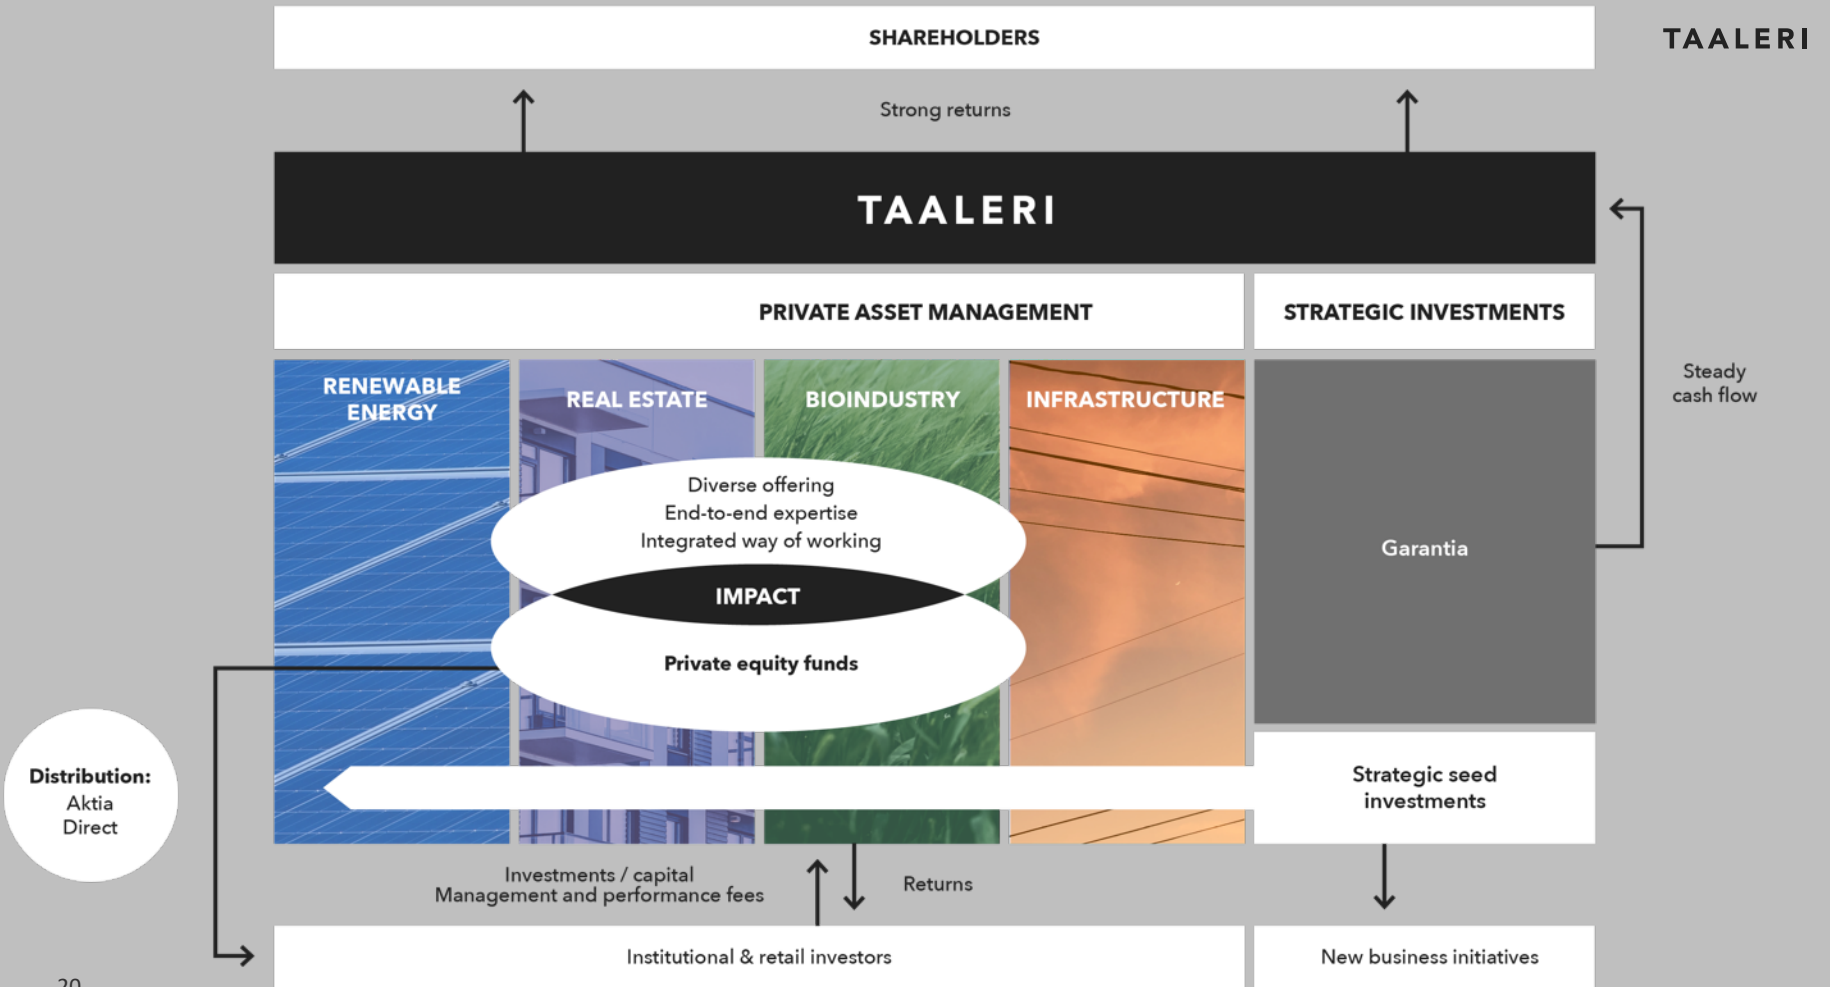 SHAREHOLDERS
TAALERI
Strong returns
TAALERI
PRIVATE ASSET MANAGEMENT
STRATEGIC INVESTMENTS
Steady
cash flow
RENEWABLE
ENERGY
REAL ESTATE
BIOINDUSTRY
INFRASTRUCTURE
Diverse offering
End-to-end expertise
Integrated way of working
IMPACT
Private equity funds
Garantia
Distribution:
Aktia
Direct
Strategic seed
investments
Investments / capital
Management and performance fees
Returns
Institutional & retail investors
New business initiatives
20